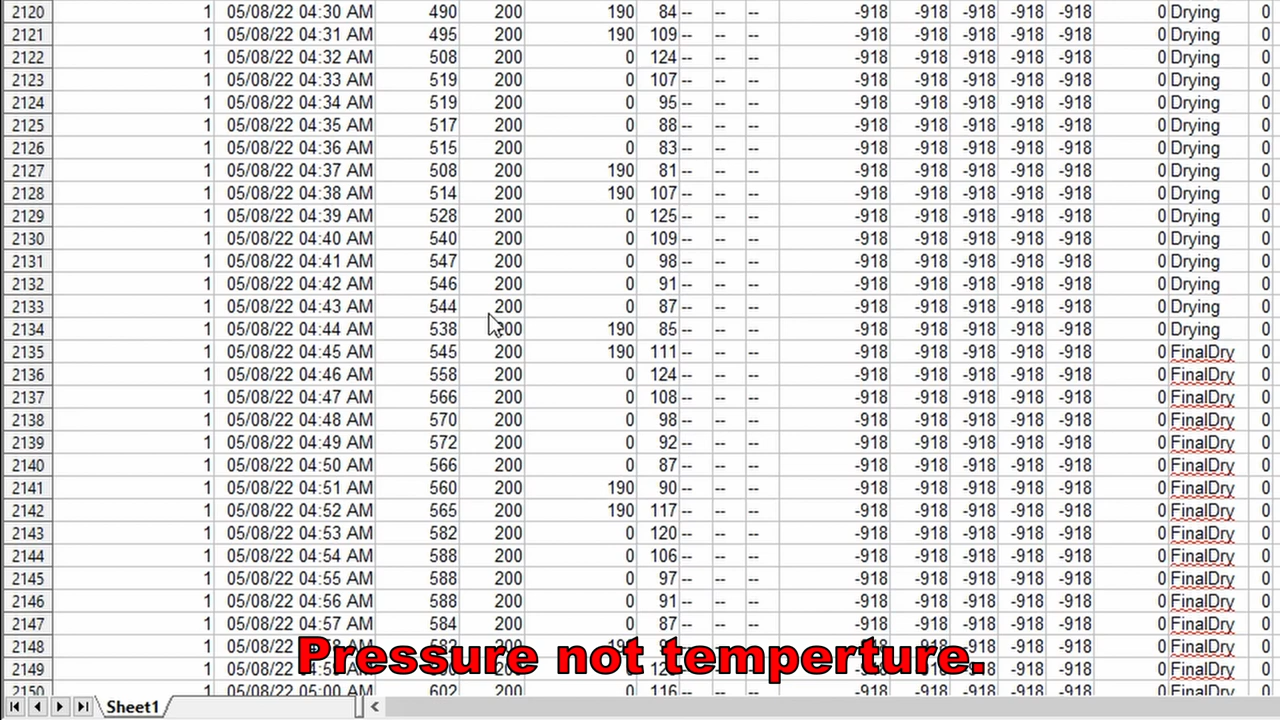 2120 1 05/08/22 04:30 AM 490 200 190 84 -- -- -- -918 -918 -918 -918 -918 0 Drying 0
2121 1 05/08/22 04:31 AM 495 200 190 109 -- -- -- -918 -918 -918 -918 -918 0 Drying 0
2122 1 05/08/22 04:32 AM 508 200 0 124 -- -- -- -918 -918 -918 -918 -918 0 Drying 0
2123 1 05/08/22 04:33 AM 519 200 0 107 -- -- -- -918 -918 -918 -918 -918 0 Drying 0
2124 1 05/08/22 04:34 AM 519 200 0 95 -- -- -- -918 -918 -918 -918 -918 0 Drying 0
2125 1 05/08/22 04:35 AM 517 200 0 88 -- -- -- -918 -918 -918 -918 -918 0 Drying 0
2126 1 05/08/22 04:36 AM 515 200 0 83 -- -- -- -918 -918 -918 -918 -918 0 Drying 0
2127 1 05/08/22 04:37 AM 508 200 190 81 -- -- -- -918 -918 -918 -918 -918 0 Drying 0
2128 1 05/08/22 04:38 AM 514 200 190 107 -- -- -- -918 -918 -918 -918 -918 0 Drying 0
2129 1 05/08/22 04:39 AM 528 200 0 125 -- -- -- -918 -918 -918 -918 -918 0 Drying 0
2130 1 05/08/22 04:40 AM 540 200 0 109 -- -- -- -918 -918 -918 -918 -918 0 Drying 0
2131 1 05/08/22 04:41 AM 547 200 0 98 -- -- -- -918 -918 -918 -918 -918 0 Drying 0
2132 1 05/08/22 04:42 AM 546 200 0 91 -- -- -- -918 -918 -918 -918 -918 0 Drying 0
2133 1 05/08/22 04:43 AM 544 200 0 87 -- -- -- -918 -918 -918 -918 -918 0 Drying 0
2134 1 05/08/22 04:44 AM 538 200 190 85 -- -- -- -918 -918 -918 -918 -918 0 Drying 0
2135 1 05/08/22 04:45 AM 545 200 190 111 -- -- -- -918 -918 -918 -918 -918 0 FinalDry 0
2136 1 05/08/22 04:46 AM 558 200 0 124 -- -- -- -918 -918 -918 -918 -918 0 FinalDry 0
2137 1 05/08/22 04:47 AM 566 200 0 108 -- -- -- -918 -918 -918 -918 -918 0 FinalDry 0
2138 1 05/08/22 04:48 AM 570 200 0 98 -- -- -- -918 -918 -918 -918 -918 0 FinalDry 0
2139 1 05/08/22 04:49 AM 572 200 0 92 -- -- -- -918 -918 -918 -918 -918 0 FinalDry 0
2140 1 05/08/22 04:50 AM 566 200 0 87 -- -- -- -918 -918 -918 -918 -918 0 FinalDry 0
2141 1 05/08/22 04:51 AM 560 200 190 90 -- -- -- -918 -918 -918 -918 -918 0 FinalDry 0
2142 1 05/08/22 04:52 AM 565 200 190 117 -- -- -- -918 -918 -918 -918 -918 0 FinalDry 0
2143 1 05/08/22 04:53 AM 582 200 0 120 -- -- -- -918 -918 -918 -918 -918 0 FinalDry 0
2144 1 05/08/22 04:54 AM 588 200 0 106 -- -- -- -918 -918 -918 -918 -918 0 FinalDry 0
2145 1 05/08/22 04:55 AM 588 200 0 97 -- -- -- -918 -918 -918 -918 -918 0 FinalDry 0
2146 1 05/08/22 04:56 AM 588 200 0 91 -- -- -- -918 -918 -918 -918 -918 0 FinalDry 0
2147 1 05/08/22 04:57 AM 584 200 0 87 -- -- -- -918 -918 -918 -918 -918 0 FinalDry 0
2148 1 05/08/22 200 -- -- -- -918 -918 -918 -918 -918 0 FinalDry 0
Pressure not temperture.
2149 1 05/08/22 -918 -918 -918 -918 0 FinalDry 0
2150 1 05/08/22 05:00 AM 602 200 0 116 -- -- -- -918 -918 -918 -918 -918 0 FinalDry 0
Sheet1